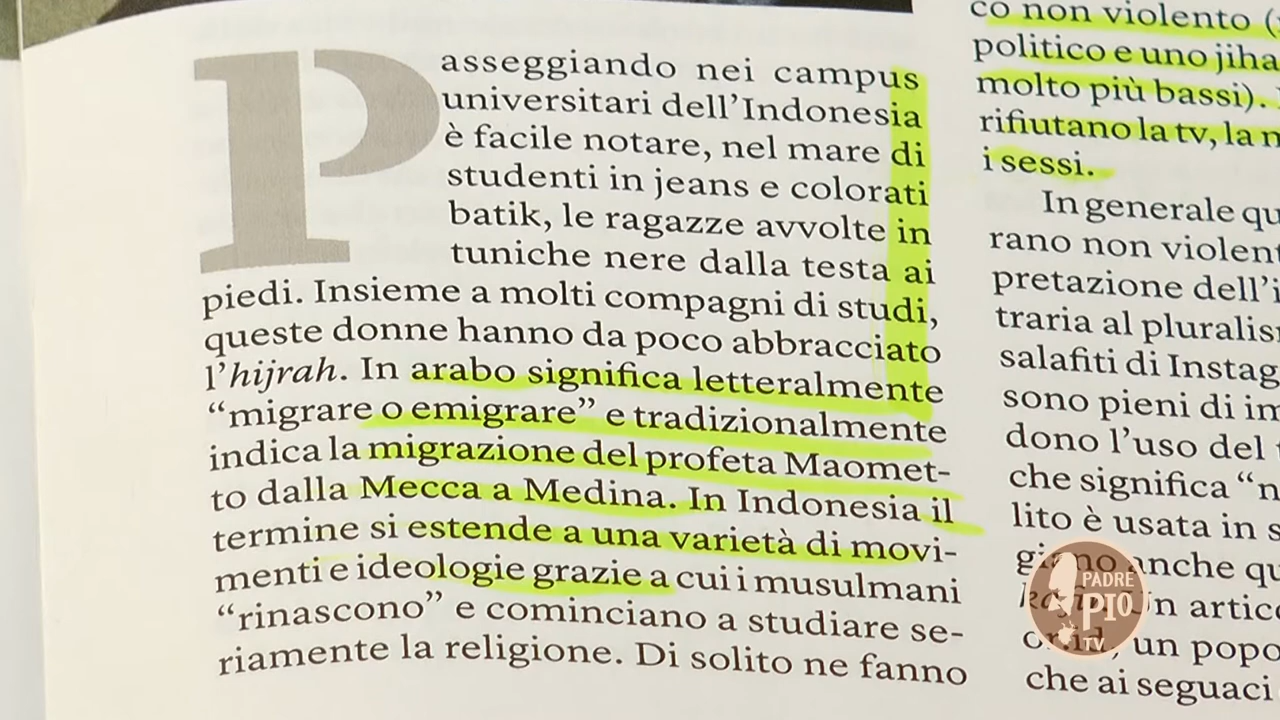 Passeggiando nei campus
universitari dell'Indonesia
è facile notare, nel mare di
studenti in jeans e colorati
batik, le ragazze avvolte in
tuniche nere dalla testa ai
piedi. Insieme a molti compagni di studi,
queste donne hanno da poco abbracciato
l'hijrah. In arabo significa letteralmente
“migrare o emigrare” e tradizionalmente
indica la migrazione del profeta Maomet-
to dalla Mecca a Medina. In Indonesia il
termine si estende a una varietà di movi-
menti e ideologie grazie a cui i musulmani
“rinascono” e cominciano a studiare se-
riamente la religione. Di solito ne fanno
co non violento (
politico e uno jiha
molto più bassi).
rifiutano la tv, la
i sessi.
In generale qu
rano non violent
pretazione dell'i
traria al pluralis
salafiti di Instag
sono pieni di im
dono l'uso del
che significa “n
lito è usata in s
anche qu
un artic
un popo
che ai seguaci
PADRE
PIO
TV